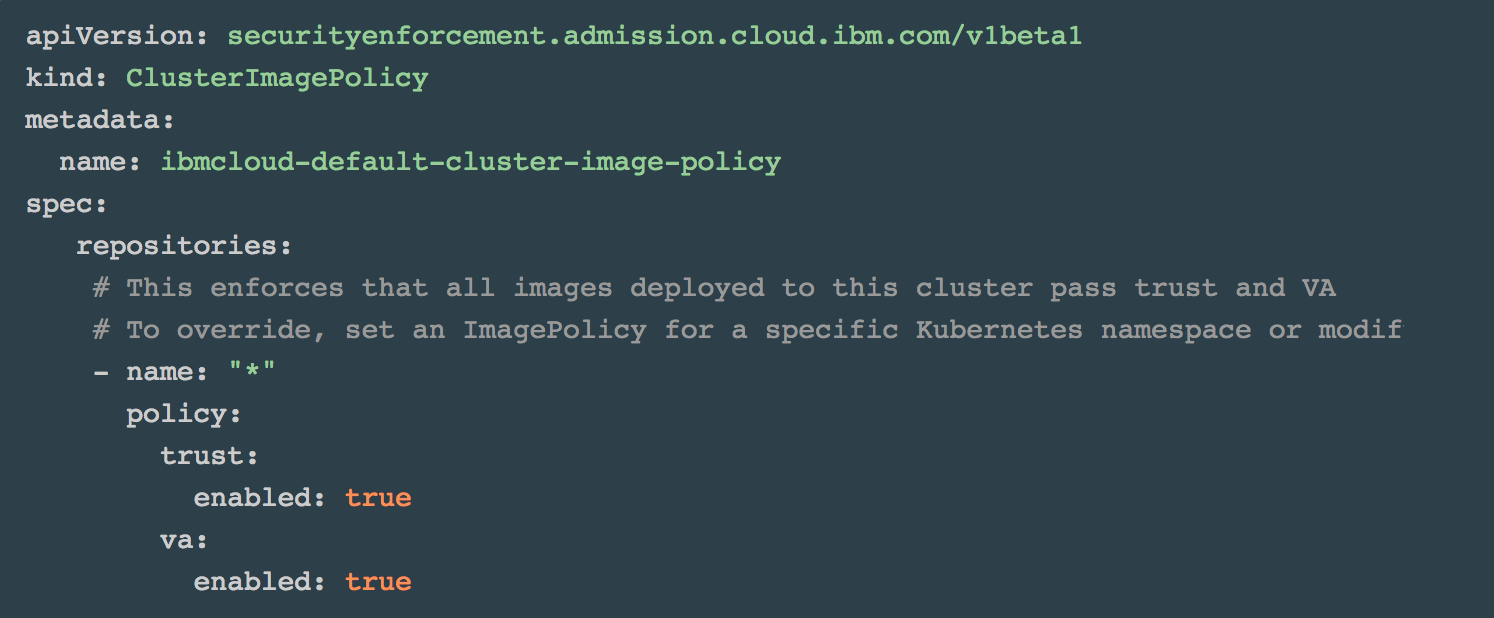 apiVersion: securityenforcement.admission.cloud.ibm.com/v1beta1
kind: ClusterImagePolicy
metadata:
  name: ibmcloud-default-cluster-image-policy
spec:
   repositories:
    # This enforces that all images deployed to this cluster pass trust and VA
    # To override, set an ImagePolicy for a specific Kubernetes namespace or modif
    - name: "*"
      policy:
        trust:
          enabled: true
        va:
          enabled: true